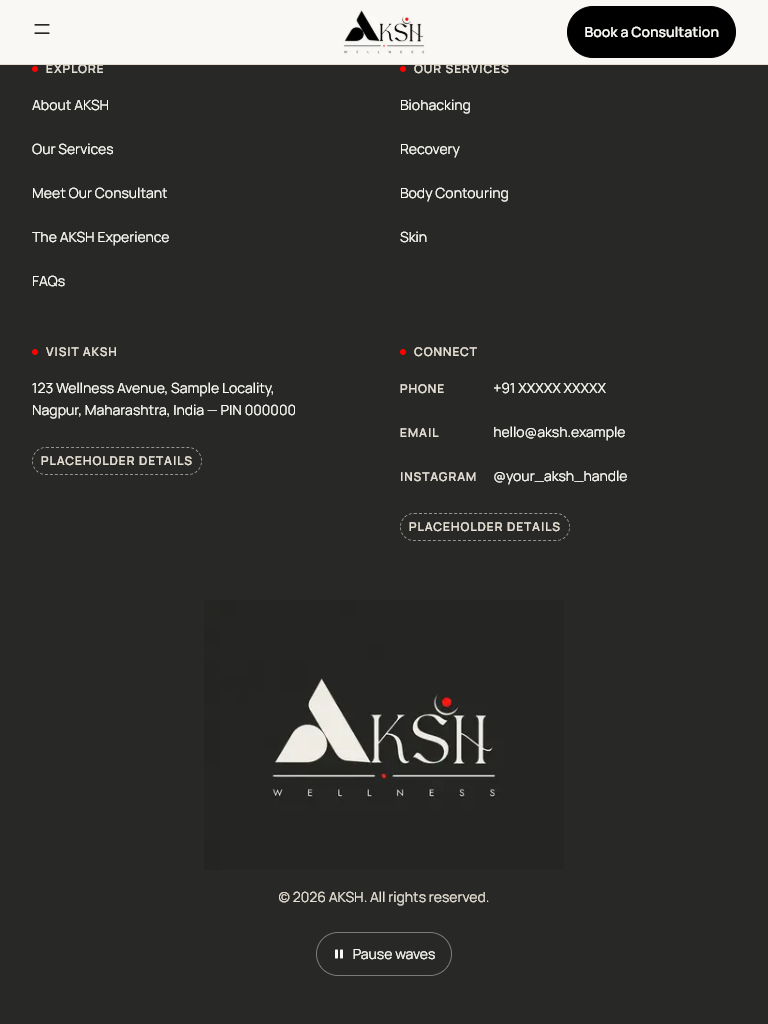 AKSH
WELLNESS
Book a Consultation
EXPLORE
About AKSH
Our Services
Meet Our Consultant
The AKSH Experience
FAQs
OUR SERVICES
Biohacking
Recovery
Body Contouring
Skin
VISIT AKSH
123 Wellness Avenue, Sample Locality,
Nagpur, Maharashtra, India — PIN 000000
PLACEHOLDER DETAILS
CONNECT
PHONE +91 XXXXX XXXXX
EMAIL hello@aksh.example
INSTAGRAM @your_aksh_handle
PLACEHOLDER DETAILS
AKSH
WELLNESS
© 2026 AKSH. All rights reserved.
Pause waves